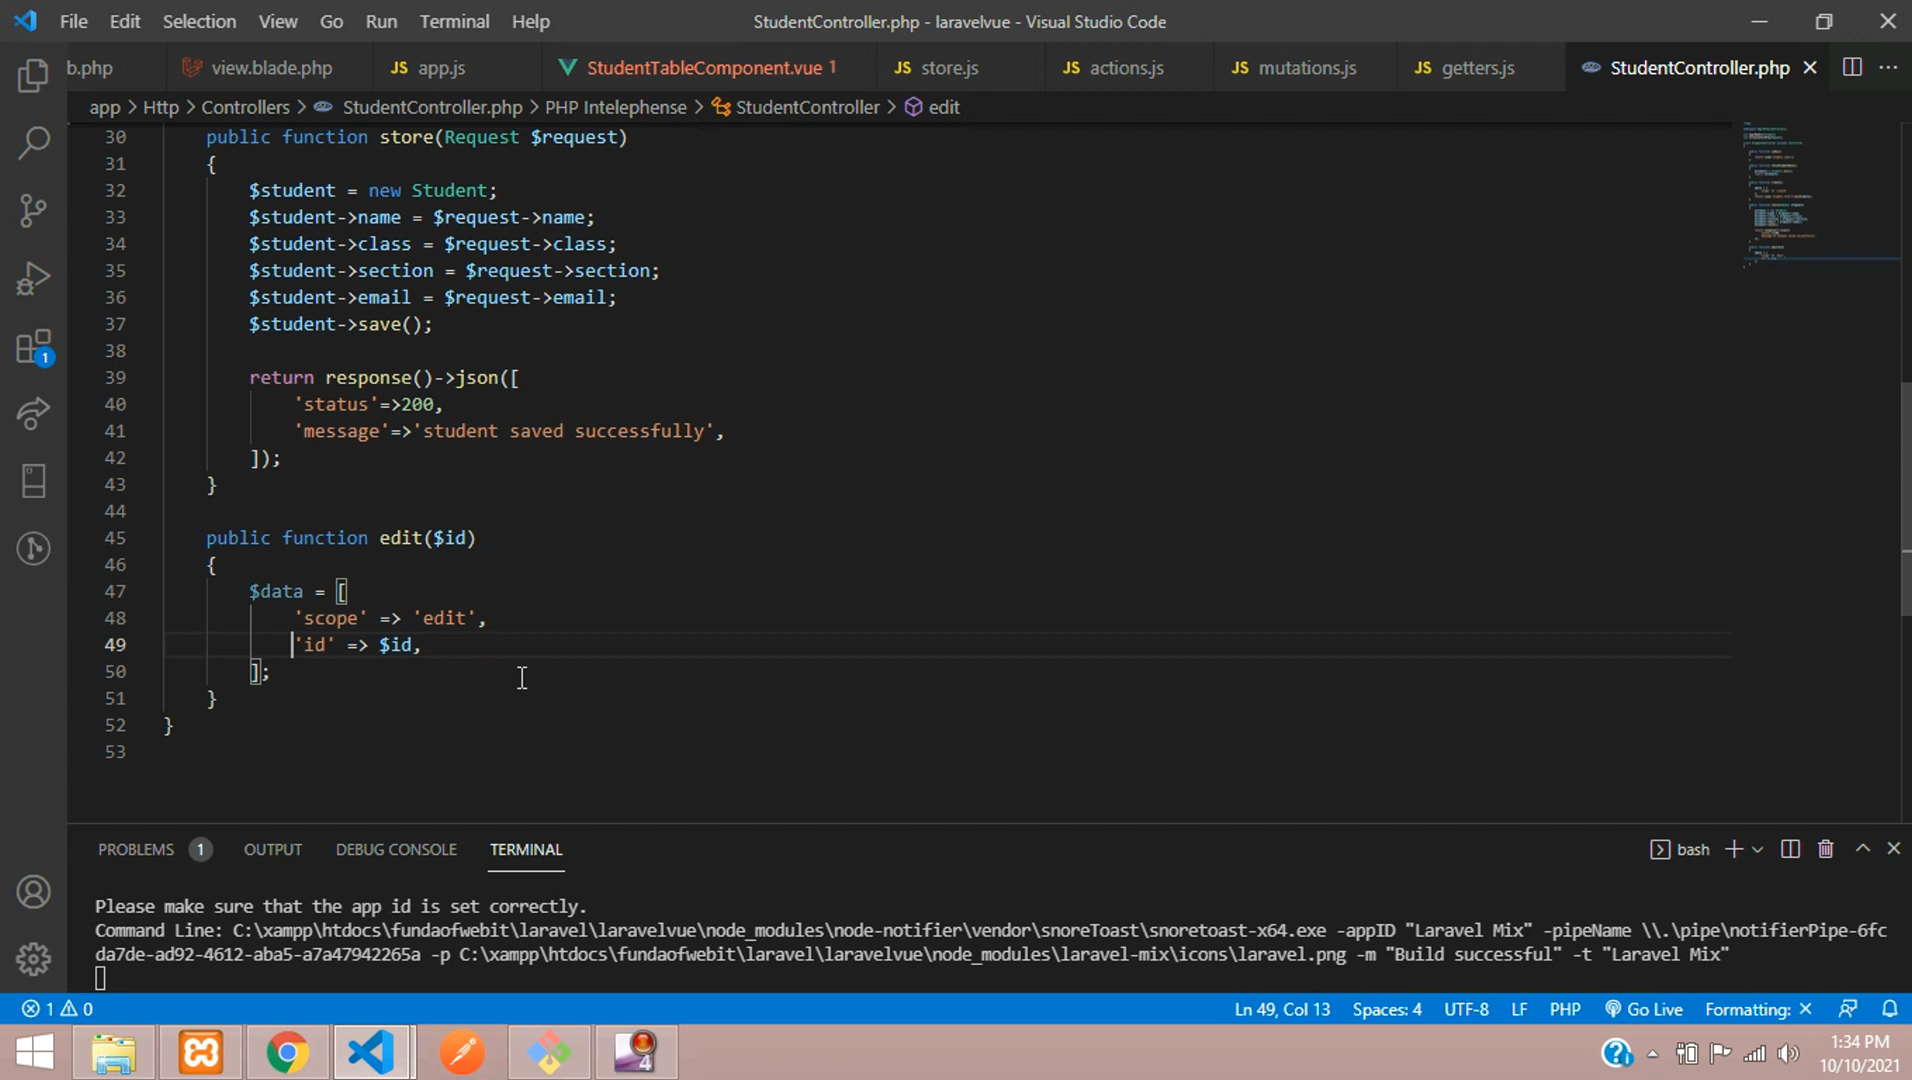 File Edit Selection View Go Run Terminal Help StudentController.php - laravelvue - Visual Studio Code
b.php view.blade.php JS app.js StudentTableComponent.vue 1 JS store.js JS actions.js JS mutations.js JS getters.js StudentController.php
app > Http > Controllers > StudentController.php > PHP Intelephense > StudentController > edit
30 public function store(Request $request)
31 {
32 $student = new Student;
33 $student->name = $request->name;
34 $student->class = $request->class;
35 $student->section = $request->section;
36 $student->email = $request->email;
37 $student->save();
38
39 return response()->json([
40 'status'=>200,
41 'message'=>'student saved successfully',
42 ]);
43 }
44
45 public function edit($id)
46 {
47 $data = [
48 'scope' => 'edit',
49 'id' => $id,
50 ];
51 }
52 }
53
1
PROBLEMS 1 OUTPUT DEBUG CONSOLE TERMINAL bash
Please make sure that the app id is set correctly.
Command Line: C:\xampp\htdocs\fundaofwebit\laravel\laravelvue\node_modules\node-notifier\vendor\snoreToast\snoretoast-x64.exe -appID "Laravel Mix" -pipeName \\.\pipe\notifierPipe-6fc
da7de-ad92-4612-aba5-a7a47942265a -p C:\xampp\htdocs\fundaofwebit\laravel\laravelvue\node_modules\laravel-mix\icons\laravel.png -m "Build successful" -t "Laravel Mix"
1 0 Ln 49, Col 13 Spaces: 4 UTF-8 LF PHP Go Live Formatting: ×
4
1:34 PM
10/10/2021